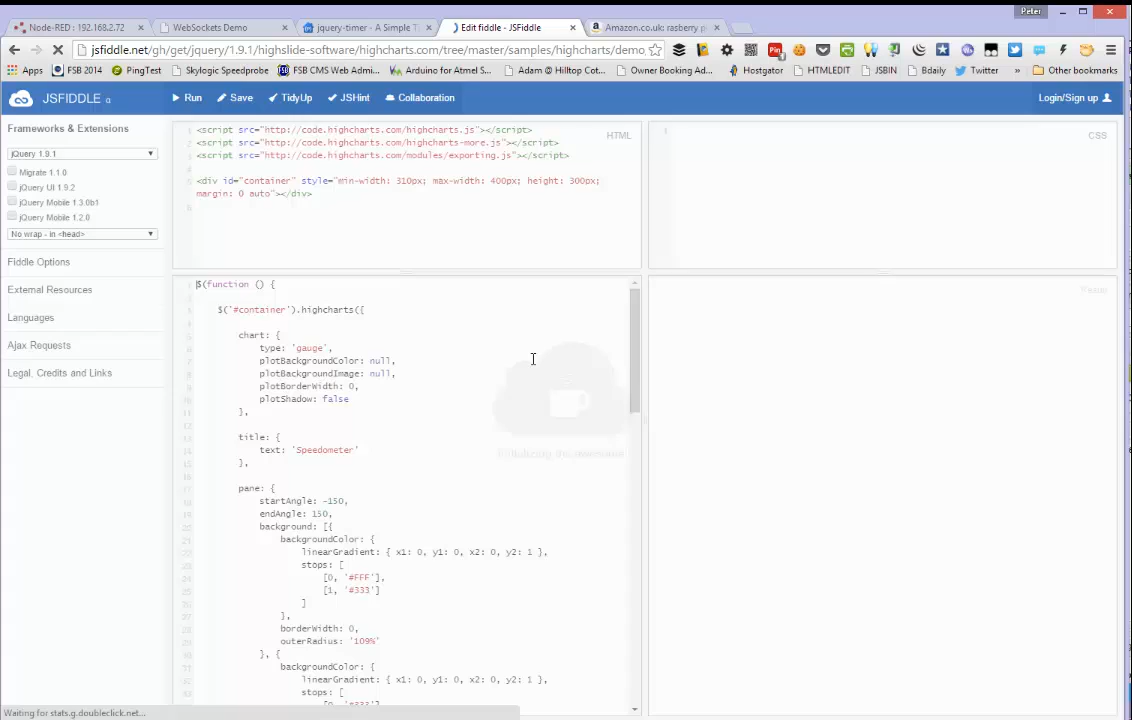 Peter
Node-RED : 192.168.2.72
WebSockets Demo
jquery-timer - A Simple T
Edit fiddle - JSFiddle
Amazon.co.uk: rasberry p
jsfiddle.net/gh/get/jquery/1.9.1/highslide-software/highcharts.com/tree/master/samples/highcharts/demo
Apps
FSB 2014
PingTest
Skylogic Speedprobe
FSB CMS Web Admi...
Arduino for Atmel S...
Adam @ Hilltop Cot...
Owner Booking Ad...
Hostgator
HTMLEDIT
JSBIN
Bdaily
Twitter
»
Other bookmarks
JSFIDDLE α
Run
Save
TidyUp
JSHint
Collaboration
Login/Sign up
Frameworks & Extensions
jQuery 1.9.1
Migrate 1.1.0
jQuery UI 1.9.2
jQuery Mobile 1.3.0b1
jQuery Mobile 1.2.0
No wrap - in <head>
Fiddle Options
External Resources
Languages
Ajax Requests
Legal, Credits and Links
HTML
<script src="http://code.highcharts.com/highcharts.js"></script>
<script src="http://code.highcharts.com/highcharts-more.js"></script>
<script src="http://code.highcharts.com/modules/exporting.js"></script>
<div id="container" style="min-width: 310px; max-width: 400px; height: 300px;
margin: 0 auto"></div>
CSS
$(function () {
$('#container').highcharts({
chart: {
type: 'gauge',
plotBackgroundColor: null,
plotBackgroundImage: null,
plotBorderWidth: 0,
plotShadow: false
},
title: {
text: 'Speedometer'
},
pane: {
startAngle: -150,
endAngle: 150,
background: [{
backgroundColor: {
linearGradient: { x1: 0, y1: 0, x2: 0, y2: 1 },
stops: [
[0, '#FFF'],
[1, '#333']
]
},
borderWidth: 0,
outerRadius: '109%'
}, {
backgroundColor: {
linearGradient: { x1: 0, y1: 0, x2: 0, y2: 1 },
stops: [
[0, '#333'],
Result
Waiting for stats.g.doubleclick.net...